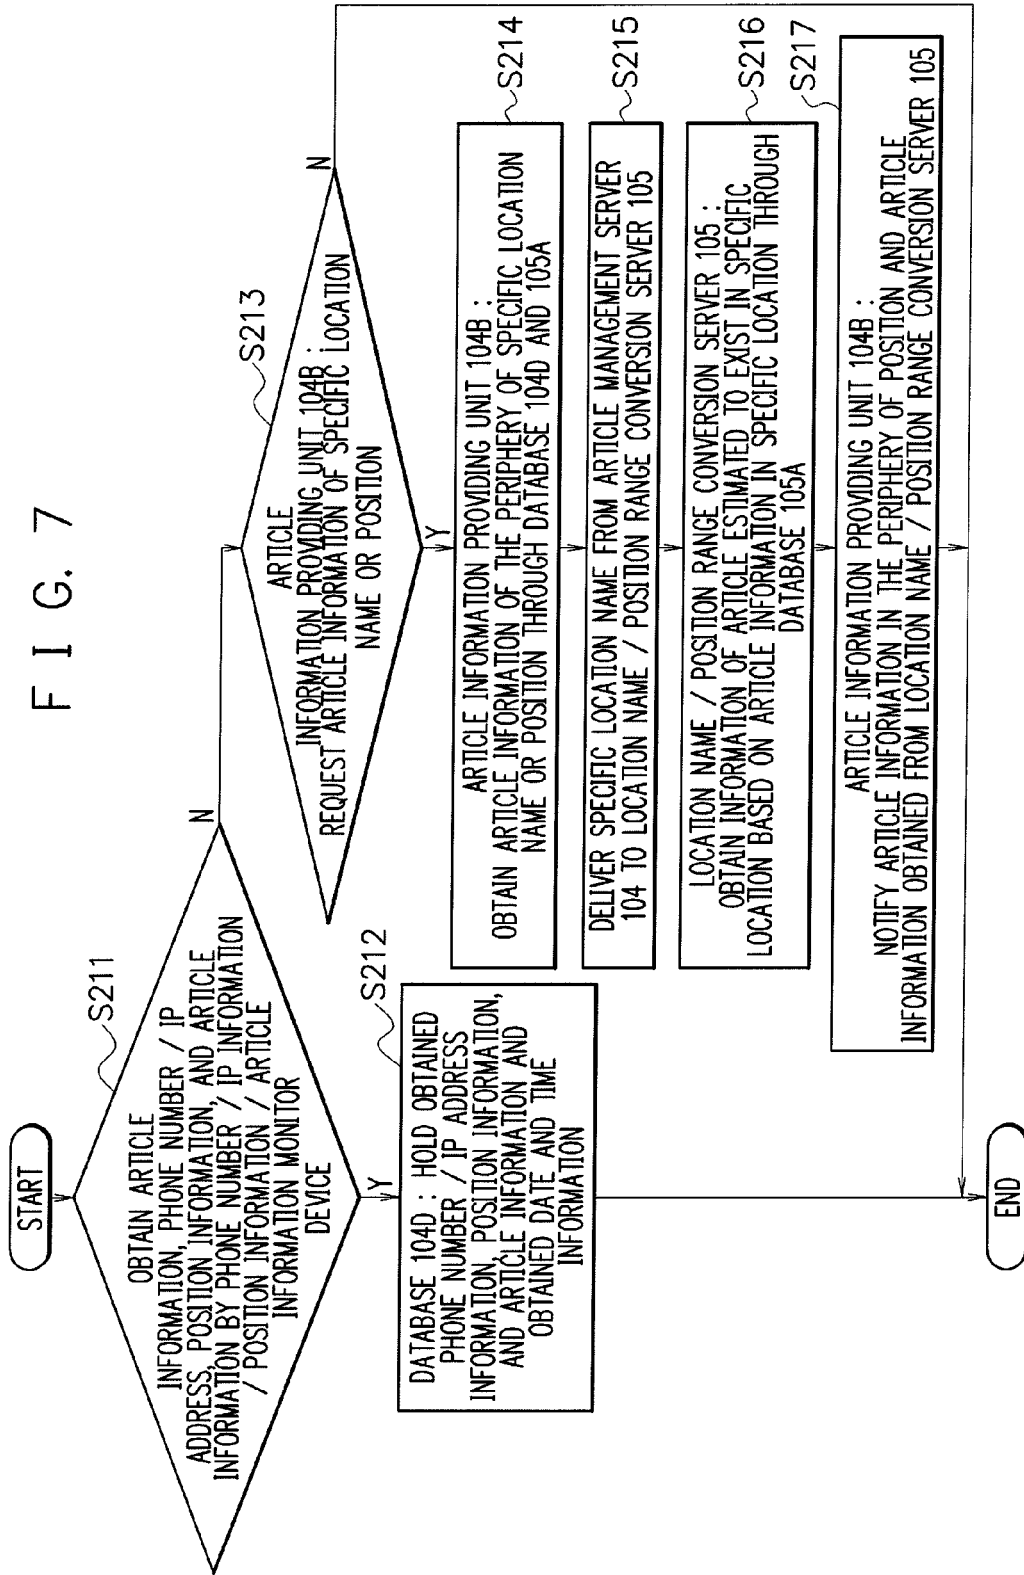 F I G. 7
START
OBTAIN ARTICLE
INFORMATION, PHONE NUMBER / IP
ADDRESS, POSITION INFORMATION, AND ARTICLE
INFORMATION BY PHONE NUMBER / IP INFORMATION
/ POSITION INFORMATION / ARTICLE
INFORMATION MONITOR
DEVICE
S211
N
Y
DATABASE 104D : HOLD OBTAINED
PHONE NUMBER / IP ADDRESS
INFORMATION, POSITION INFORMATION,
AND ARTICLE INFORMATION AND
OBTAINED DATE AND TIME
INFORMATION
S212
ARTICLE
INFORMATION PROVIDING UNIT 104B :
REQUEST ARTICLE INFORMATION OF SPECIFIC LOCATION
NAME OR POSITION
S213
N
Y
ARTICLE INFORMATION PROVIDING UNIT 104B :
OBTAIN ARTICLE INFORMATION OF THE PERIPHERY OF SPECIFIC LOCATION
NAME OR POSITION THROUGH DATABASE 104D AND 105A
S214
DELIVER SPECIFIC LOCATION NAME FROM ARTICLE MANAGEMENT SERVER
104 TO LOCATION NAME / POSITION RANGE CONVERSION SERVER 105
S215
LOCATION NAME / POSITION RANGE CONVERSION SERVER 105 :
OBTAIN INFORMATION OF ARTICLE ESTIMATED TO EXIST IN SPECIFIC
LOCATION BASED ON ARTICLE INFORMATION IN SPECIFIC LOCATION THROUGH
DATABASE 105A
S216
ARTICLE INFORMATION PROVIDING UNIT 104B :
NOTIFY ARTICLE INFORMATION IN THE PERIPHERY OF POSITION AND ARTICLE
INFORMATION OBTAINED FROM LOCATION NAME / POSITION RANGE CONVERSION SERVER 105
S217
END